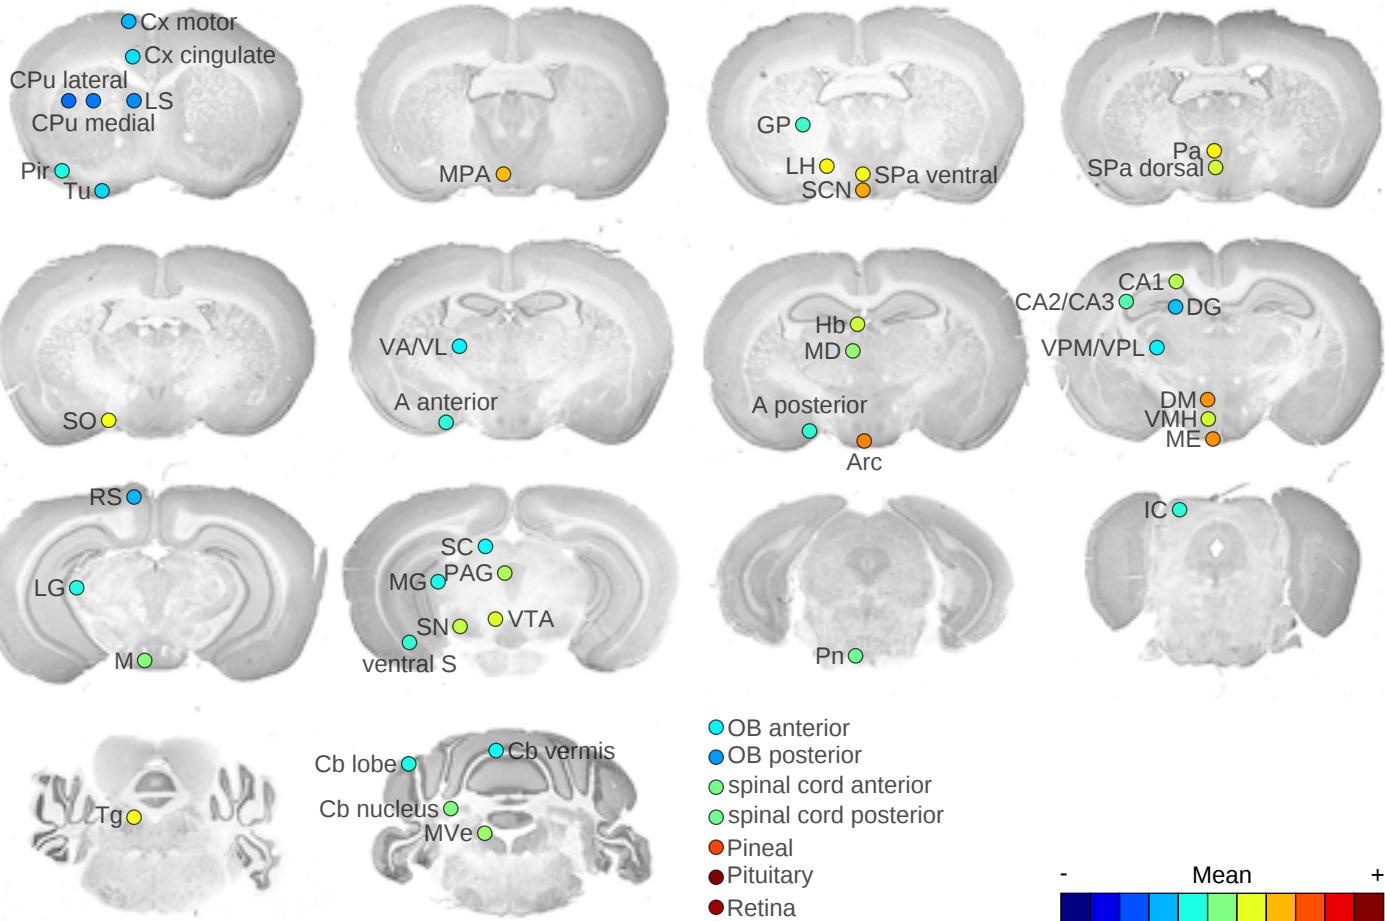 Cx motor
Cx cingulate
CPu lateral
LS
CPu medial
Pir
Tu
MPA
GP
LH
SPa ventral
SCN
Pa
SPa dorsal
SO
VA/VL
A anterior
Hb
MD
A posterior
Arc
CA1
CA2/CA3
DG
VPM/VPL
DM
VMH
ME
RS
LG
M
SC
MG
PAG
SN
VTA
ventral S
Pn
IC
Tg
Cb lobe
Cb vermis
Cb nucleus
MVe
OB anterior
OB posterior
spinal cord anterior
spinal cord posterior
Pineal
Pituitary
Retina
- Mean +